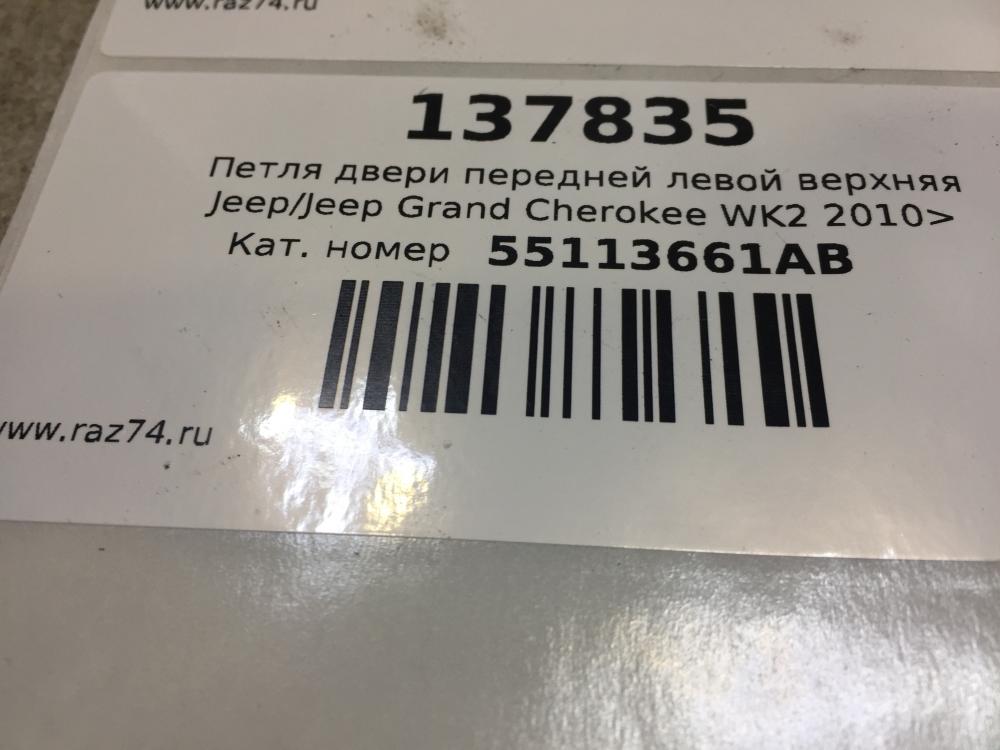 www.raz74.ru
137835
Петля двери передней левой верхняя
Jeep/Jeep Grand Cherokee WK2 2010>
Кат. номер 55113661AB
www.raz74.ru